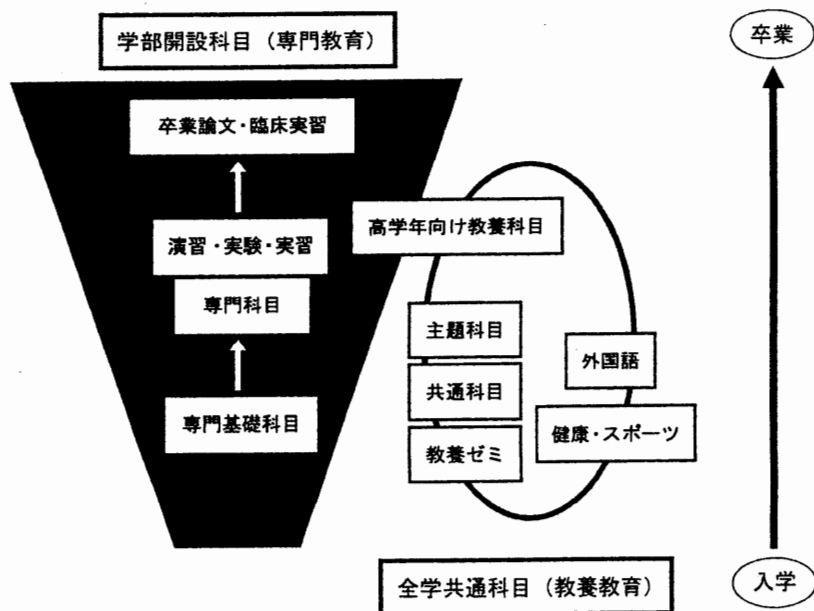 学部開設科目（専門教育）
卒業
卒業論文・臨床実習
高学年向け教養科目
演習・実験・実習
専門科目
主題科目
外国語
共通科目
専門基礎科目
健康・スポーツ
教養ゼミ
全学共通科目（教養教育）
入学